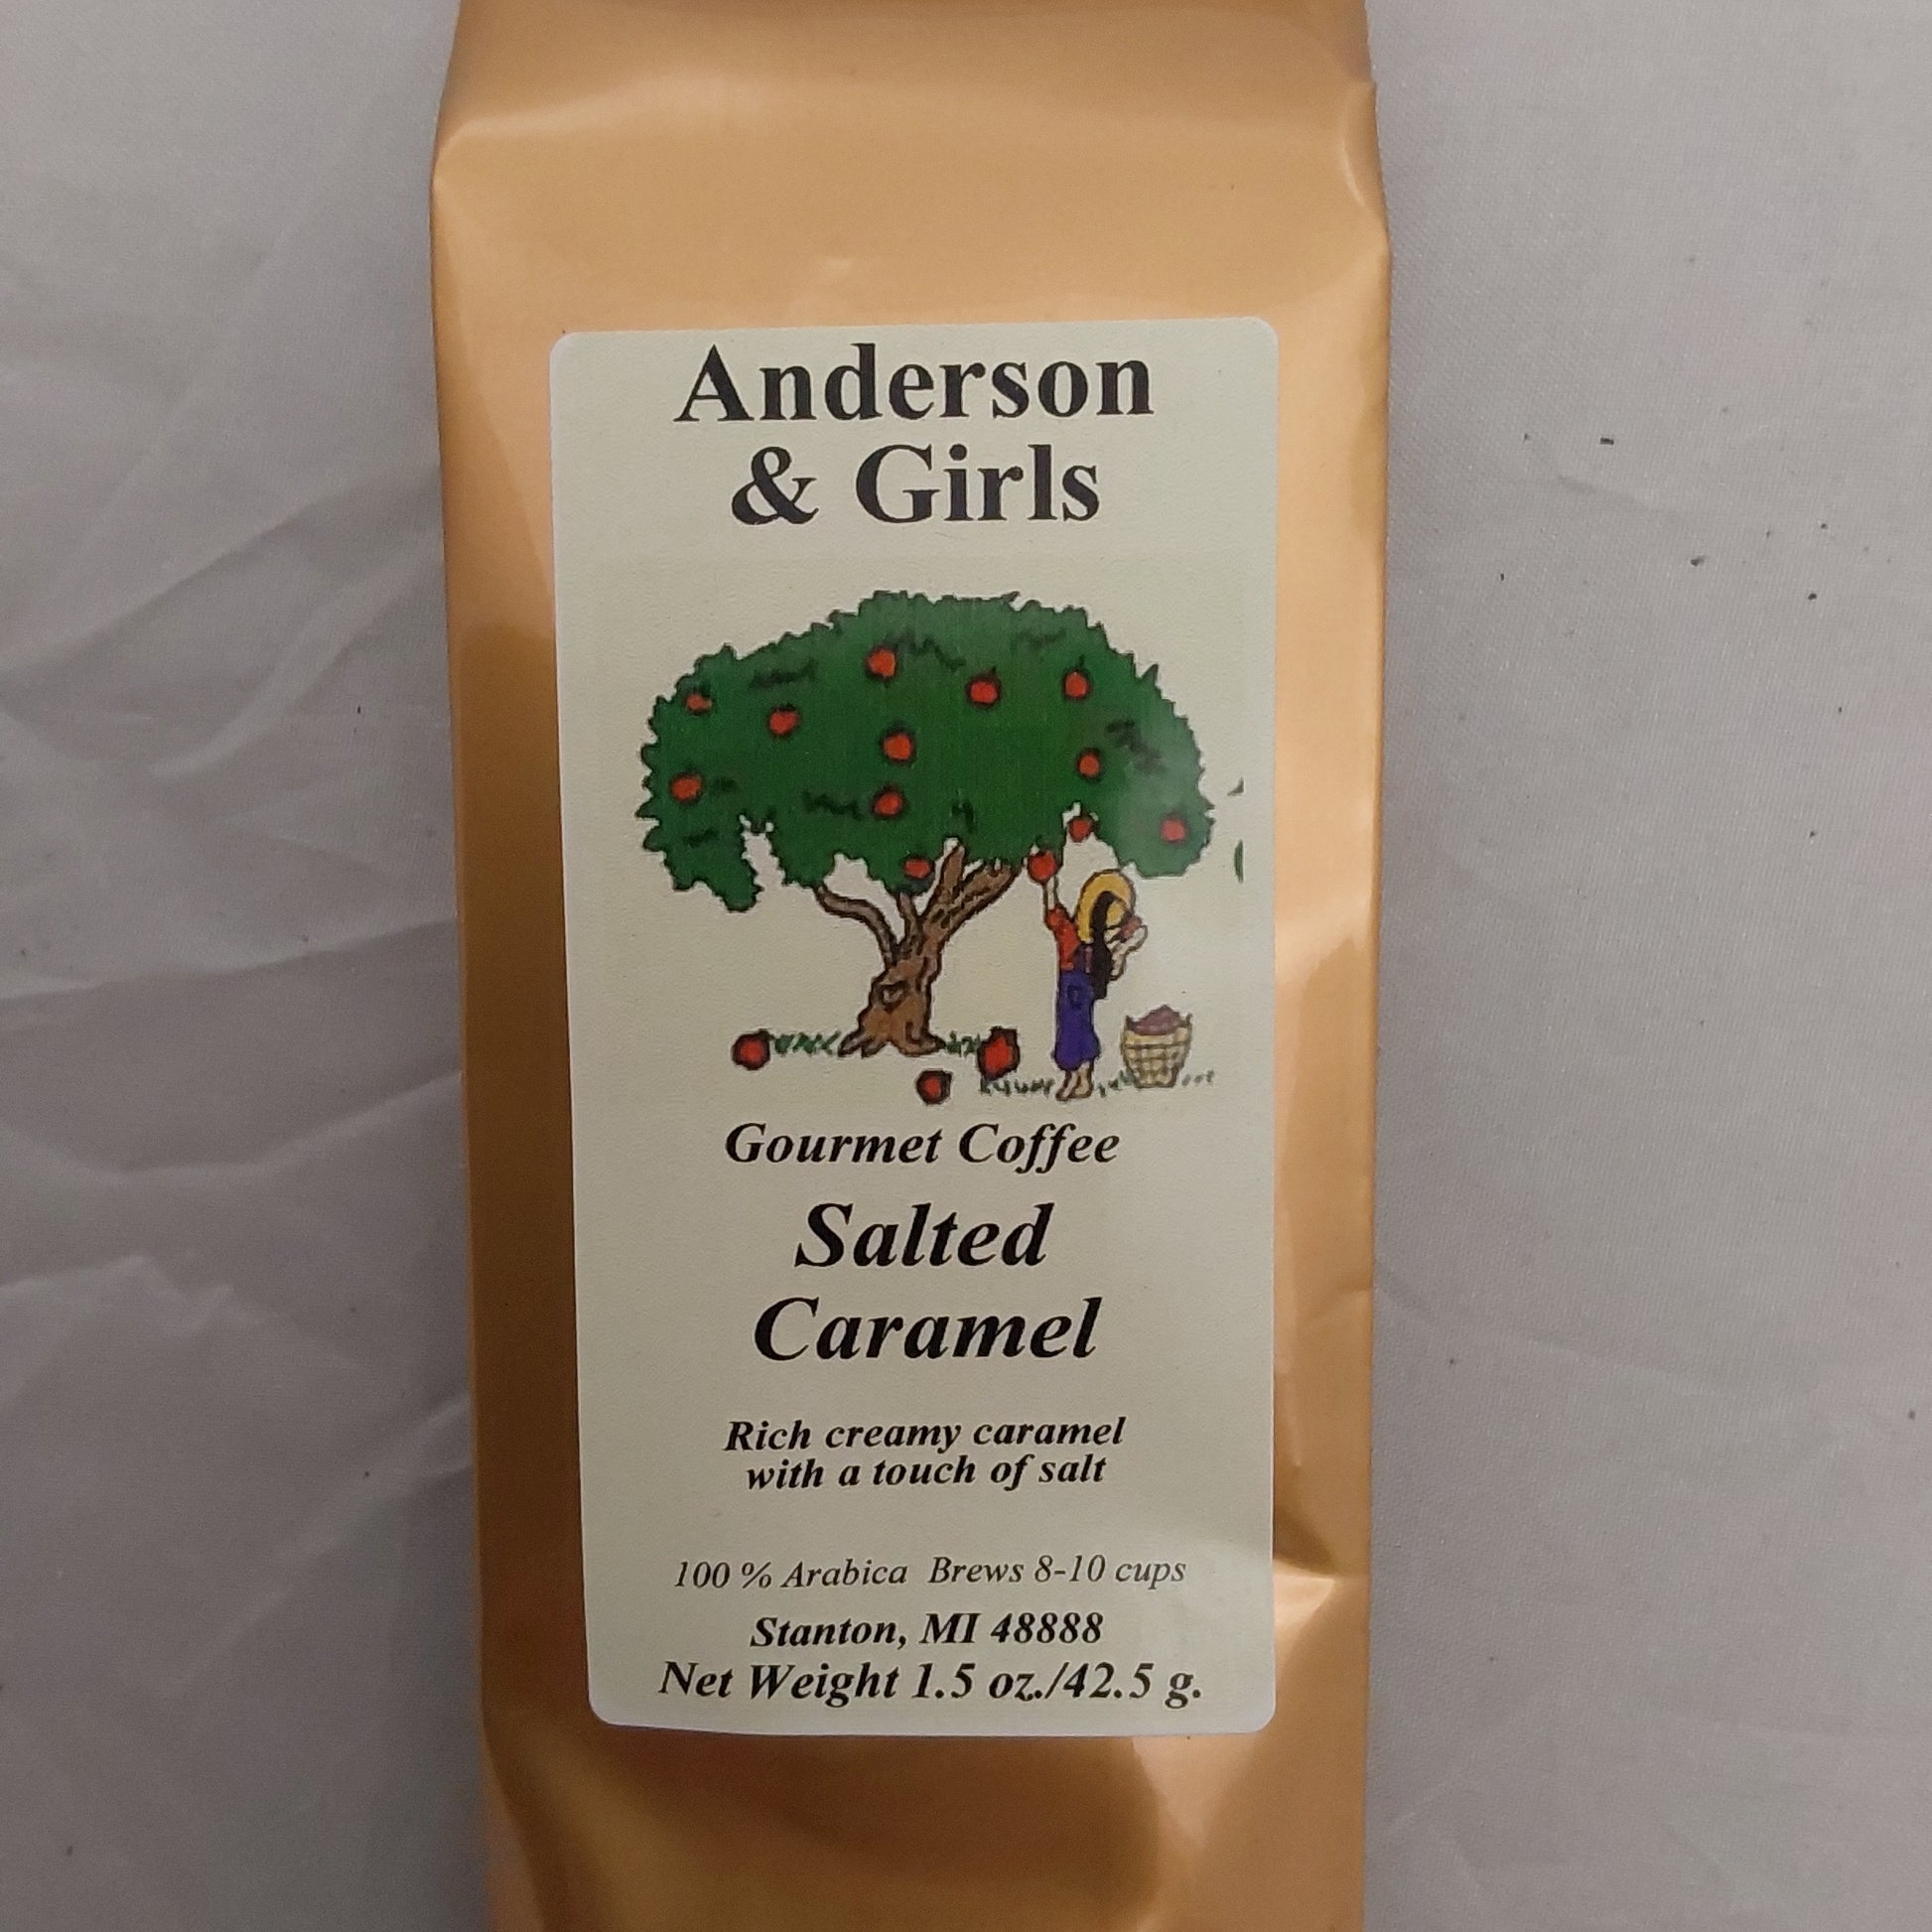 Anderson
& Girls
Gourmet Coffee
Salted
Caramel
Rich creamy caramel
with a touch of salt
100 % Arabica Brews 8-10 cups
Stanton, MI 48888
Net Weight 1.5 oz./42.5 g.